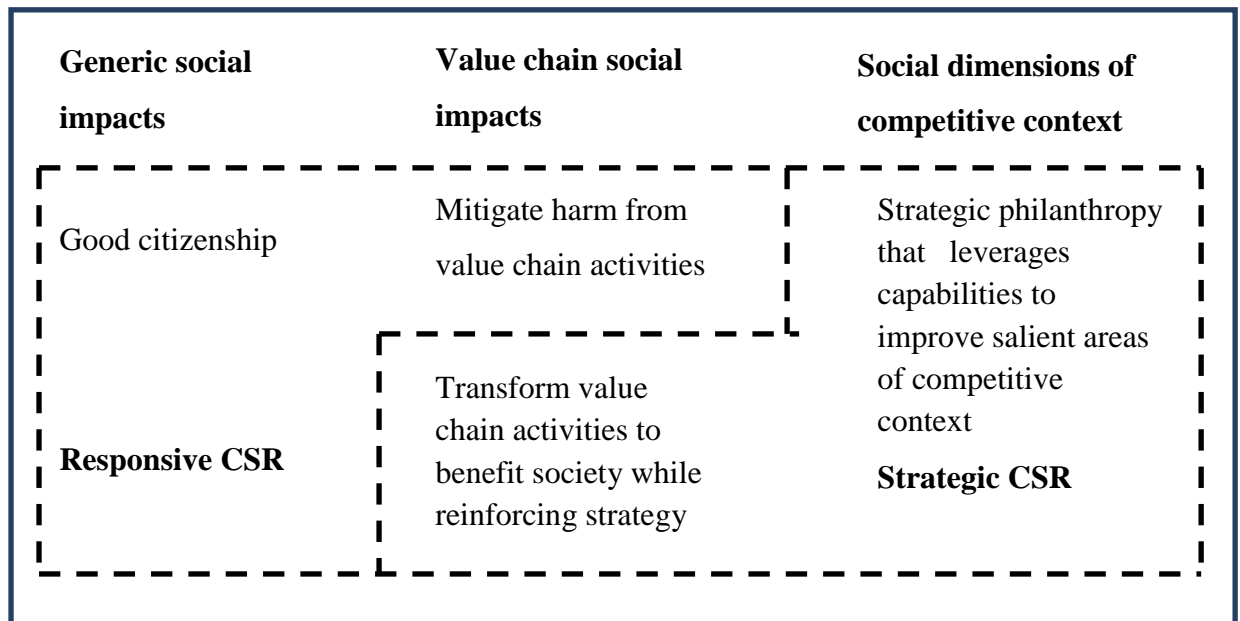 Generic social
impacts
Value chain social
impacts
Social dimensions of
competitive context
Good citizenship
Responsive CSR
Mitigate harm from
value chain activities
Transform value
chain activities to
benefit society while
reinforcing strategy
Strategic philanthropy
that leverages
capabilities to
improve salient areas
of competitive
context
Strategic CSR